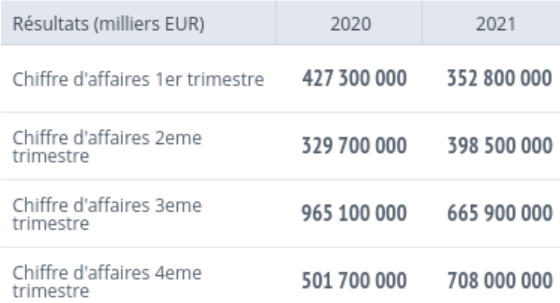 Résultats (milliers EUR) 2020 2021
Chiffre d'affaires 1er trimestre 427 300 000 352 800 000
Chiffre d'affaires 2eme
trimestre 329 700 000 398 500 000
Chiffre d'affaires 3eme
trimestre 965 100 000 665 900 000
Chiffre d'affaires 4eme
trimestre 501 700 000 708 000 000